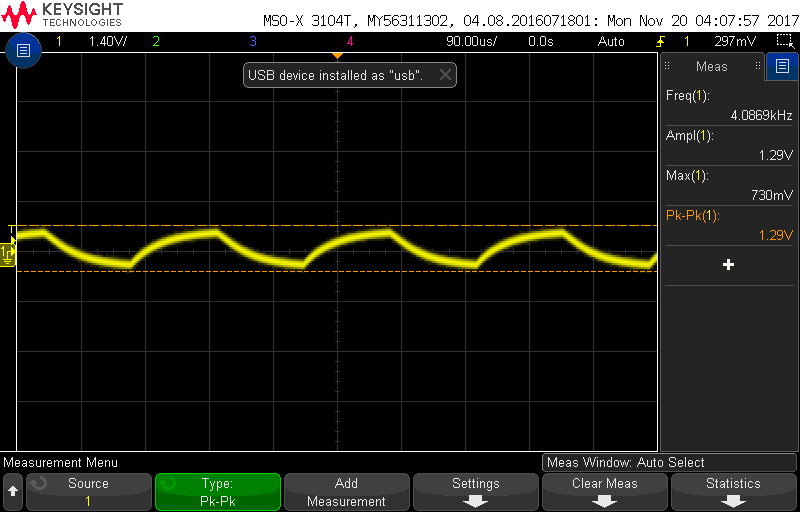 KEYSIGHT
TECHNOLOGIES
MSO-X 3104T, MY56311302, 04.08.2016071801: Mon Nov 20 04:07:57 2017
1 1.40V/ 2 3 4 90.00us/ 0.0s Auto 1 297mV
USB device installed as "usb".
Meas
Freq(1):
4.0869kHz
Ampl(1):
1.29V
Max(1):
730mV
Pk-Pk(1):
1.29V
T
1
Measurement Menu
Meas Window: Auto Select
Source
1
Type:
Pk-Pk
Add
Measurement
Settings
Clear Meas
Statistics